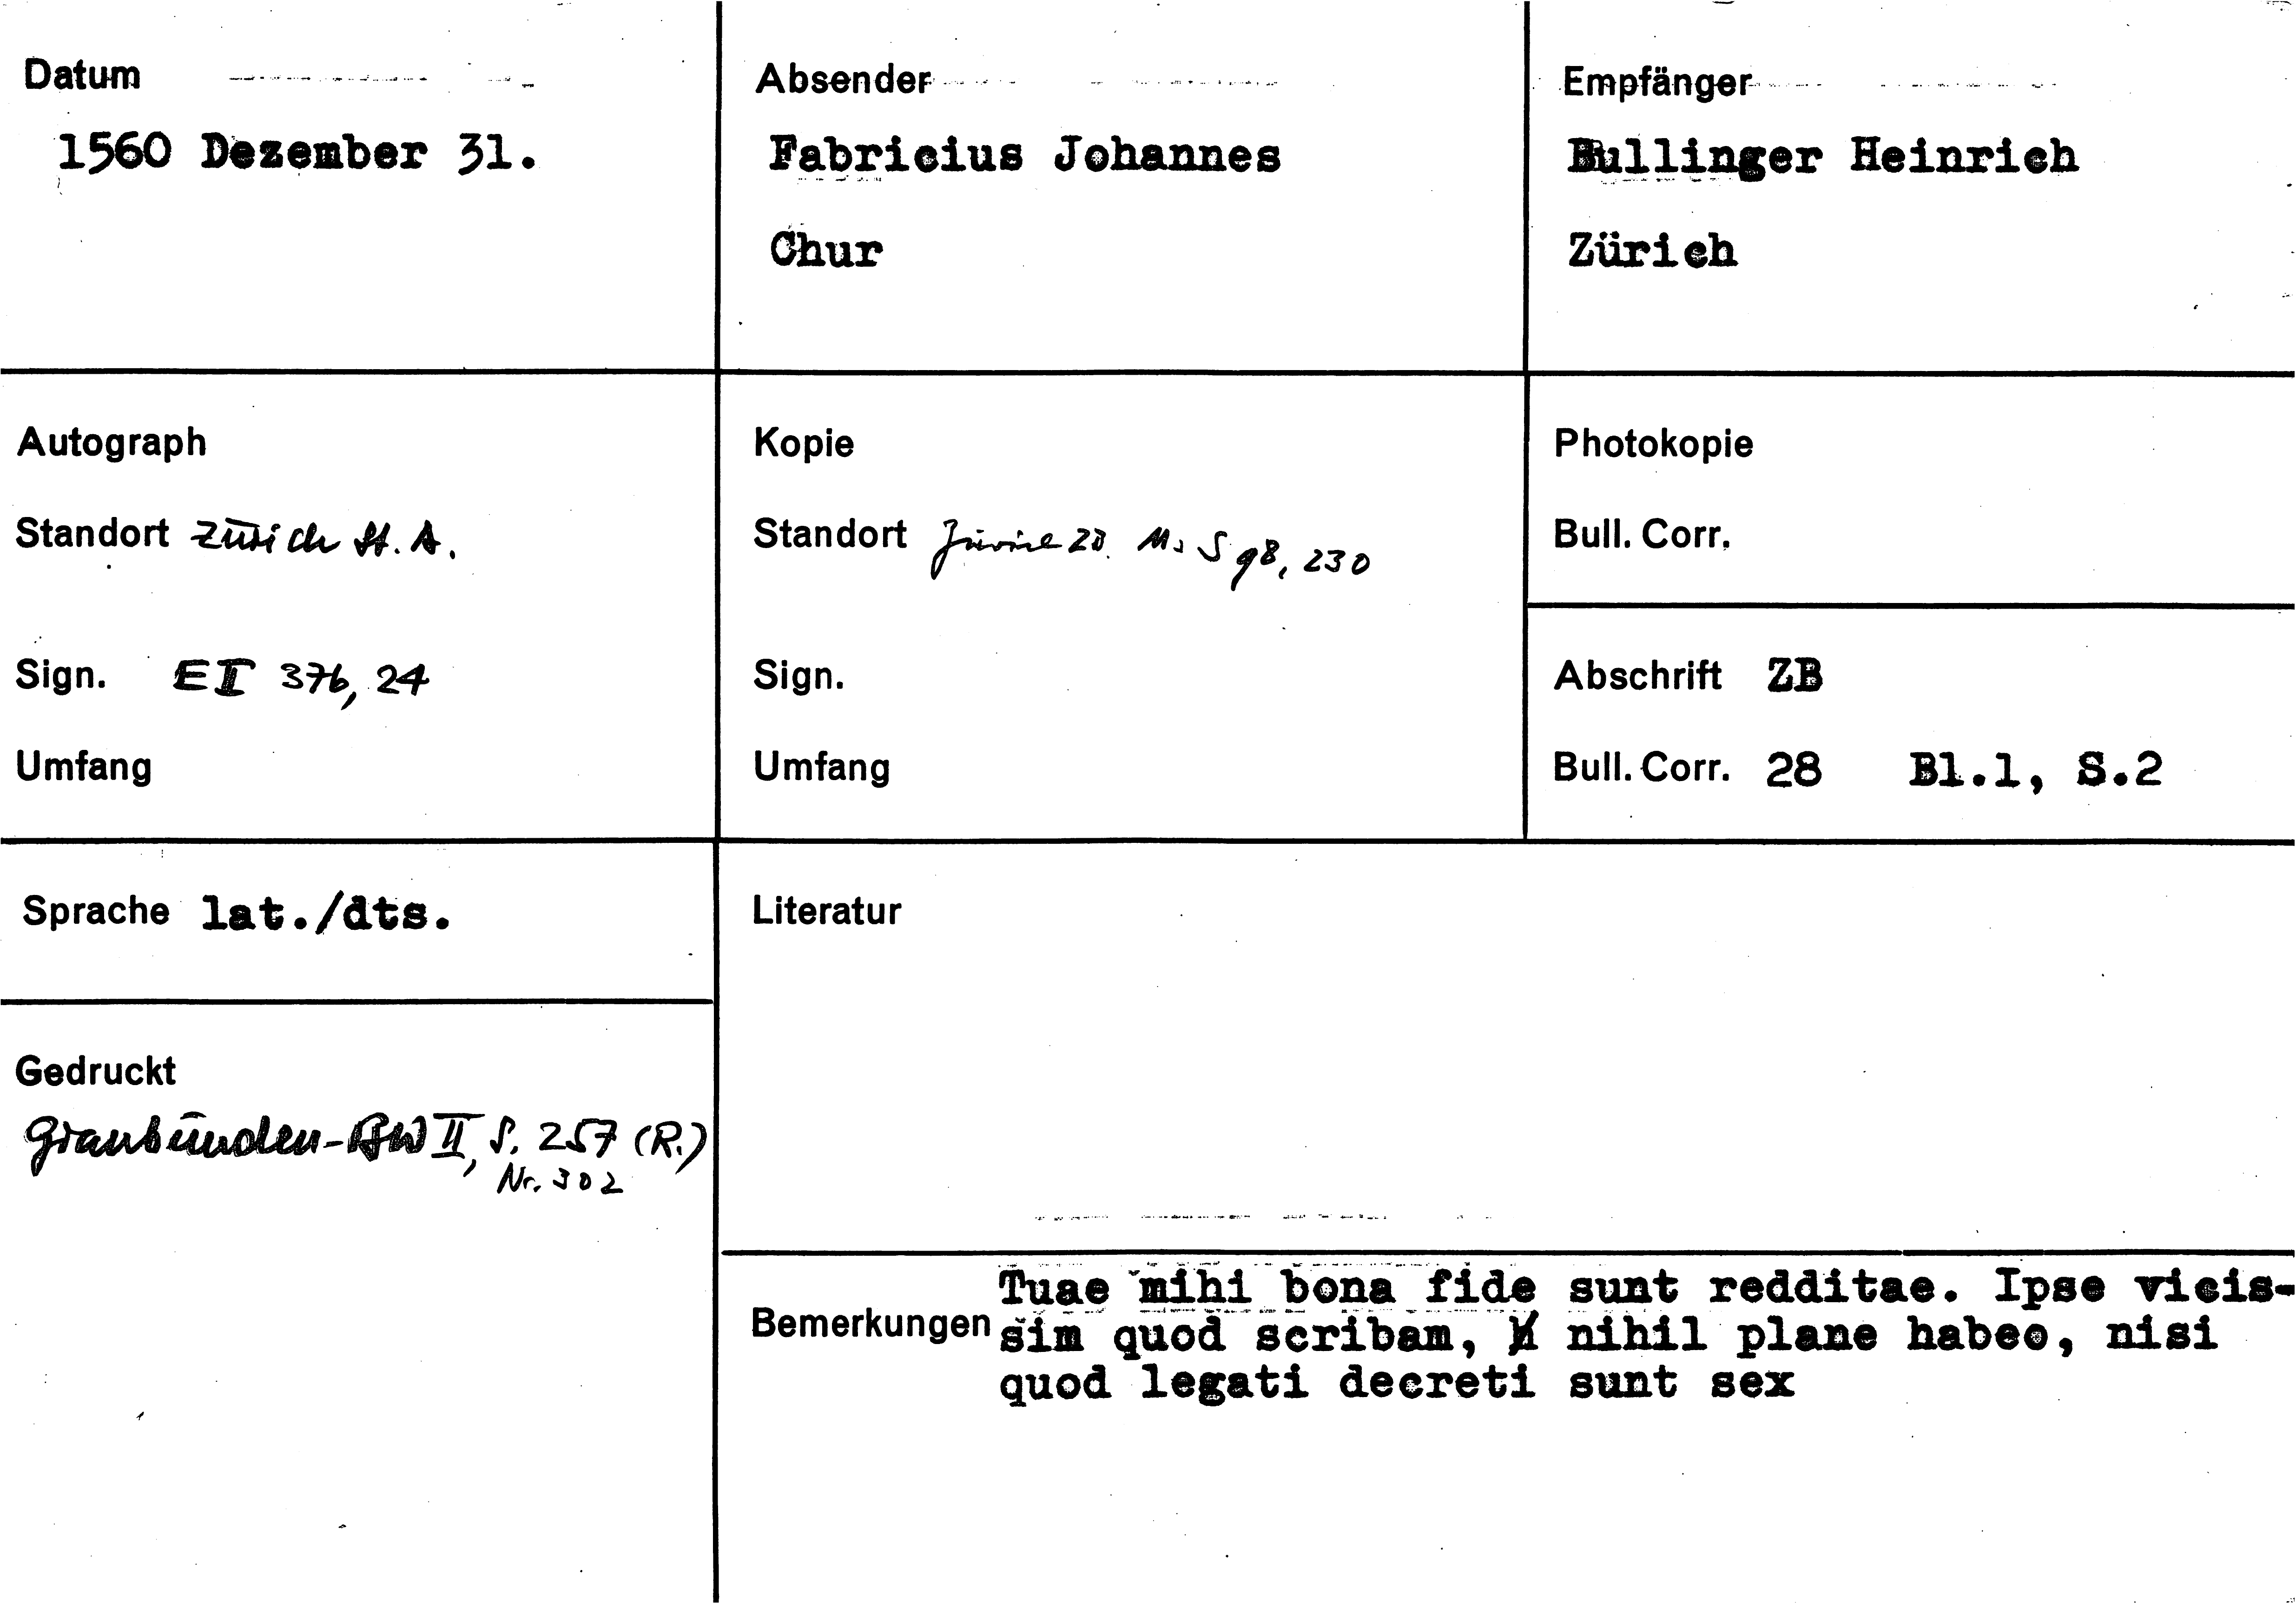 Datum
1560 Dezember 31.
Absender
Fabricius Johannes
Chur
Empfänger
Bullinger Heinrich
Zürich
Autograph
Standort Zürich St. A.
Sign. E II 376, 24
Umfang
Kopie
Standort Zürich ZB. Ms S 98, 230
Sign.
Umfang
Photokopie
Bull. Corr.
Abschrift ZB
Bull. Corr. 28 Bl.1, S.2
Sprache lat./dts.
Literatur
Gedruckt
Graubünden-BW II, S. 257 (R.)
Nr. 302
Bemerkungen
Tuae mihi bona fide sunt redditae. Ipse vicis-
sim quod scribam, nihil plane habeo, nisi
quod legati decreti sunt sex